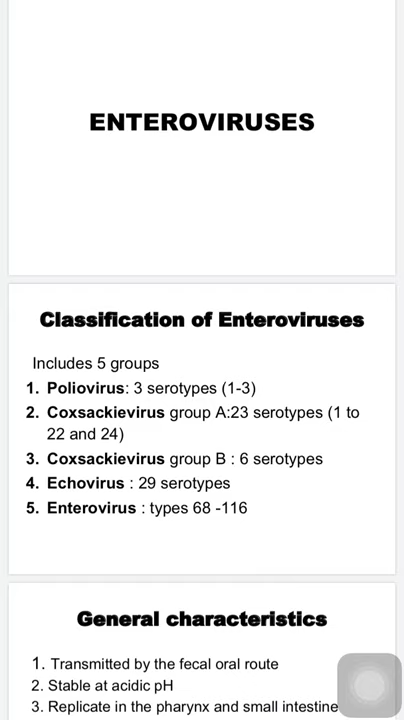 ENTEROVIRUSES
Classification of Enteroviruses
Includes 5 groups
1. Poliovirus: 3 serotypes (1-3)
2. Coxsackievirus group A:23 serotypes (1 to
22 and 24)
3. Coxsackievirus group B : 6 serotypes
4. Echovirus : 29 serotypes
5. Enterovirus : types 68 -116
General characteristics
1. Transmitted by the fecal oral route
2. Stable at acidic pH
3. Replicate in the pharynx and small intestine